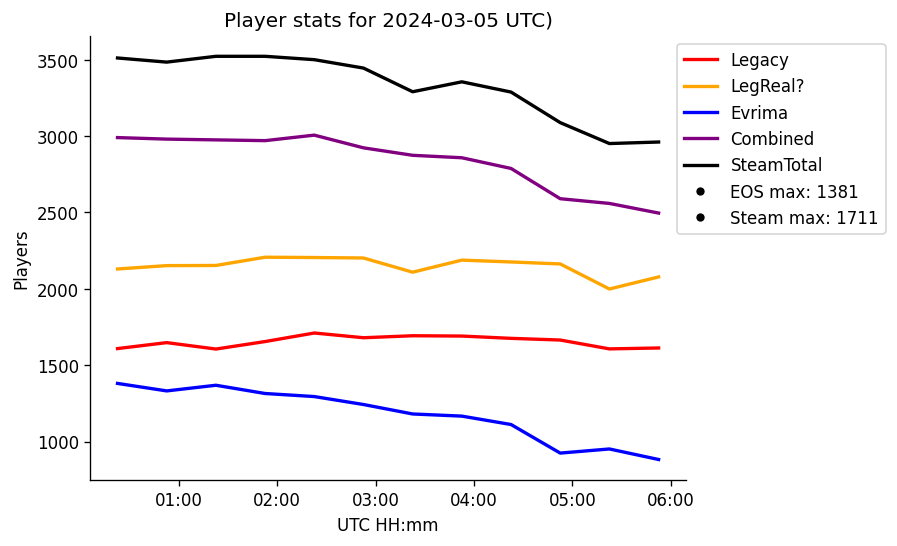 Player stats for 2024-03-05 UTC)
Legacy
LegReal?
Evrima
Combined
SteamTotal
EOS max: 1381
Steam max: 1711
Players
3500
3000
2500
2000
1500
1000
01:00
02:00
03:00
04:00
05:00
06:00
UTC HH:mm